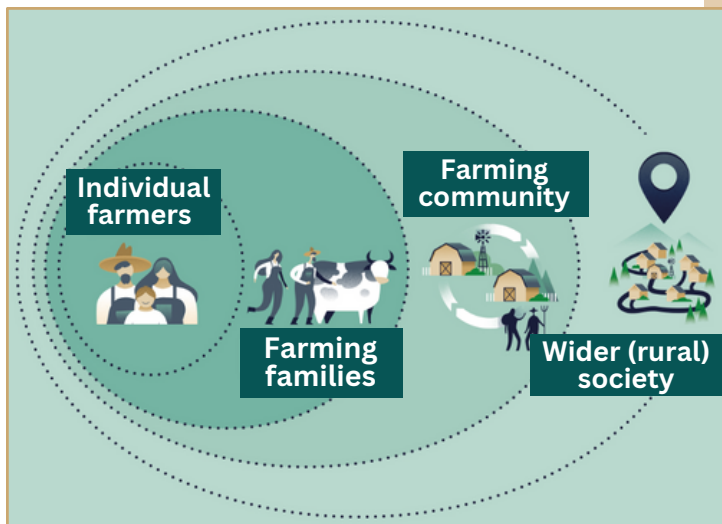 Individual
farmers
Farming
families
Farming
community
Wider (rural)
society